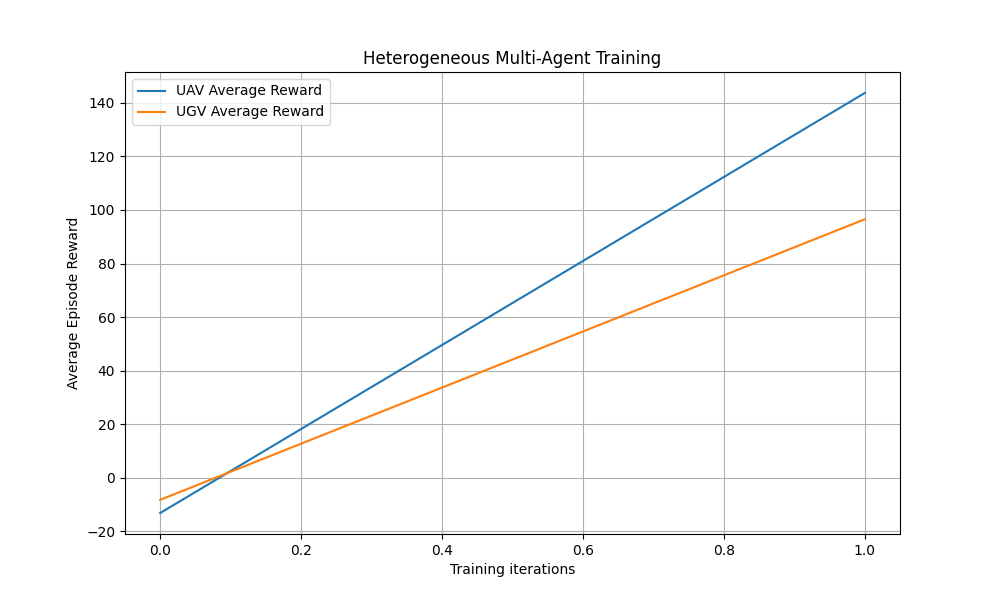 Heterogeneous Multi-Agent Training
UAV Average Reward
UGV Average Reward
Average Episode Reward
140
120
100
80
60
40
20
0
−20
0.0 0.2 0.4 0.6 0.8 1.0
Training iterations